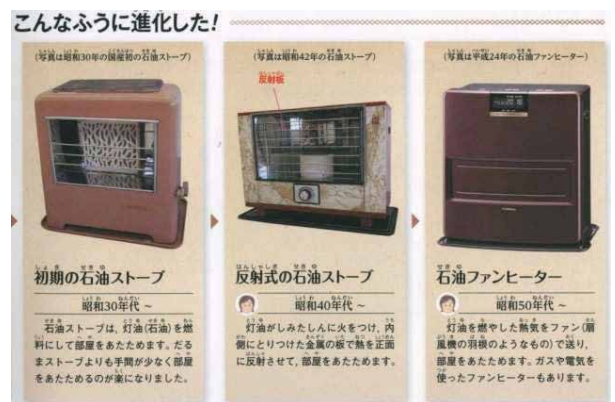 こんなふうに進化した!
(写真は昭和30年の国産初の石油ストーブ)
初期の石油ストーブ
昭和30年代 ~
石油ストーブは、灯油(石油)を燃
料にして部屋をあたためます。だる
まストーブよりも手間が少なく部屋
をあたためるのが楽になりました。
(写真は昭和42年の石油ストーブ)
反射板
反射式の石油ストーブ
昭和40年代 ~
灯油がしみたしんに火をつけ、内
側にとりつけた金属の板で熱を正面
に反射させて、部屋をあたためます。
(写真は平成24年の石油ファンヒーター)
石油ファンヒーター
昭和50年代 ~
灯油を燃やした熱気をファン(扇
風機の羽根のようなもの)で送り、
部屋をあたためます。ガスや電気を
使ったファンヒーターもあります。